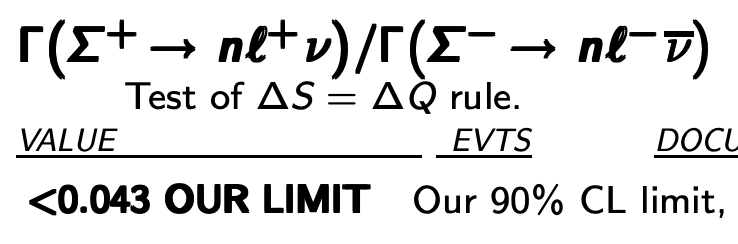 Γ(Σ⁺ → nℓ⁺ν)/Γ(Σ⁻ → nℓ⁻ν̅)
Test of ΔS = ΔQ rule.
VALUE EVTS
<0.043 OUR LIMIT Our 90% CL limit,